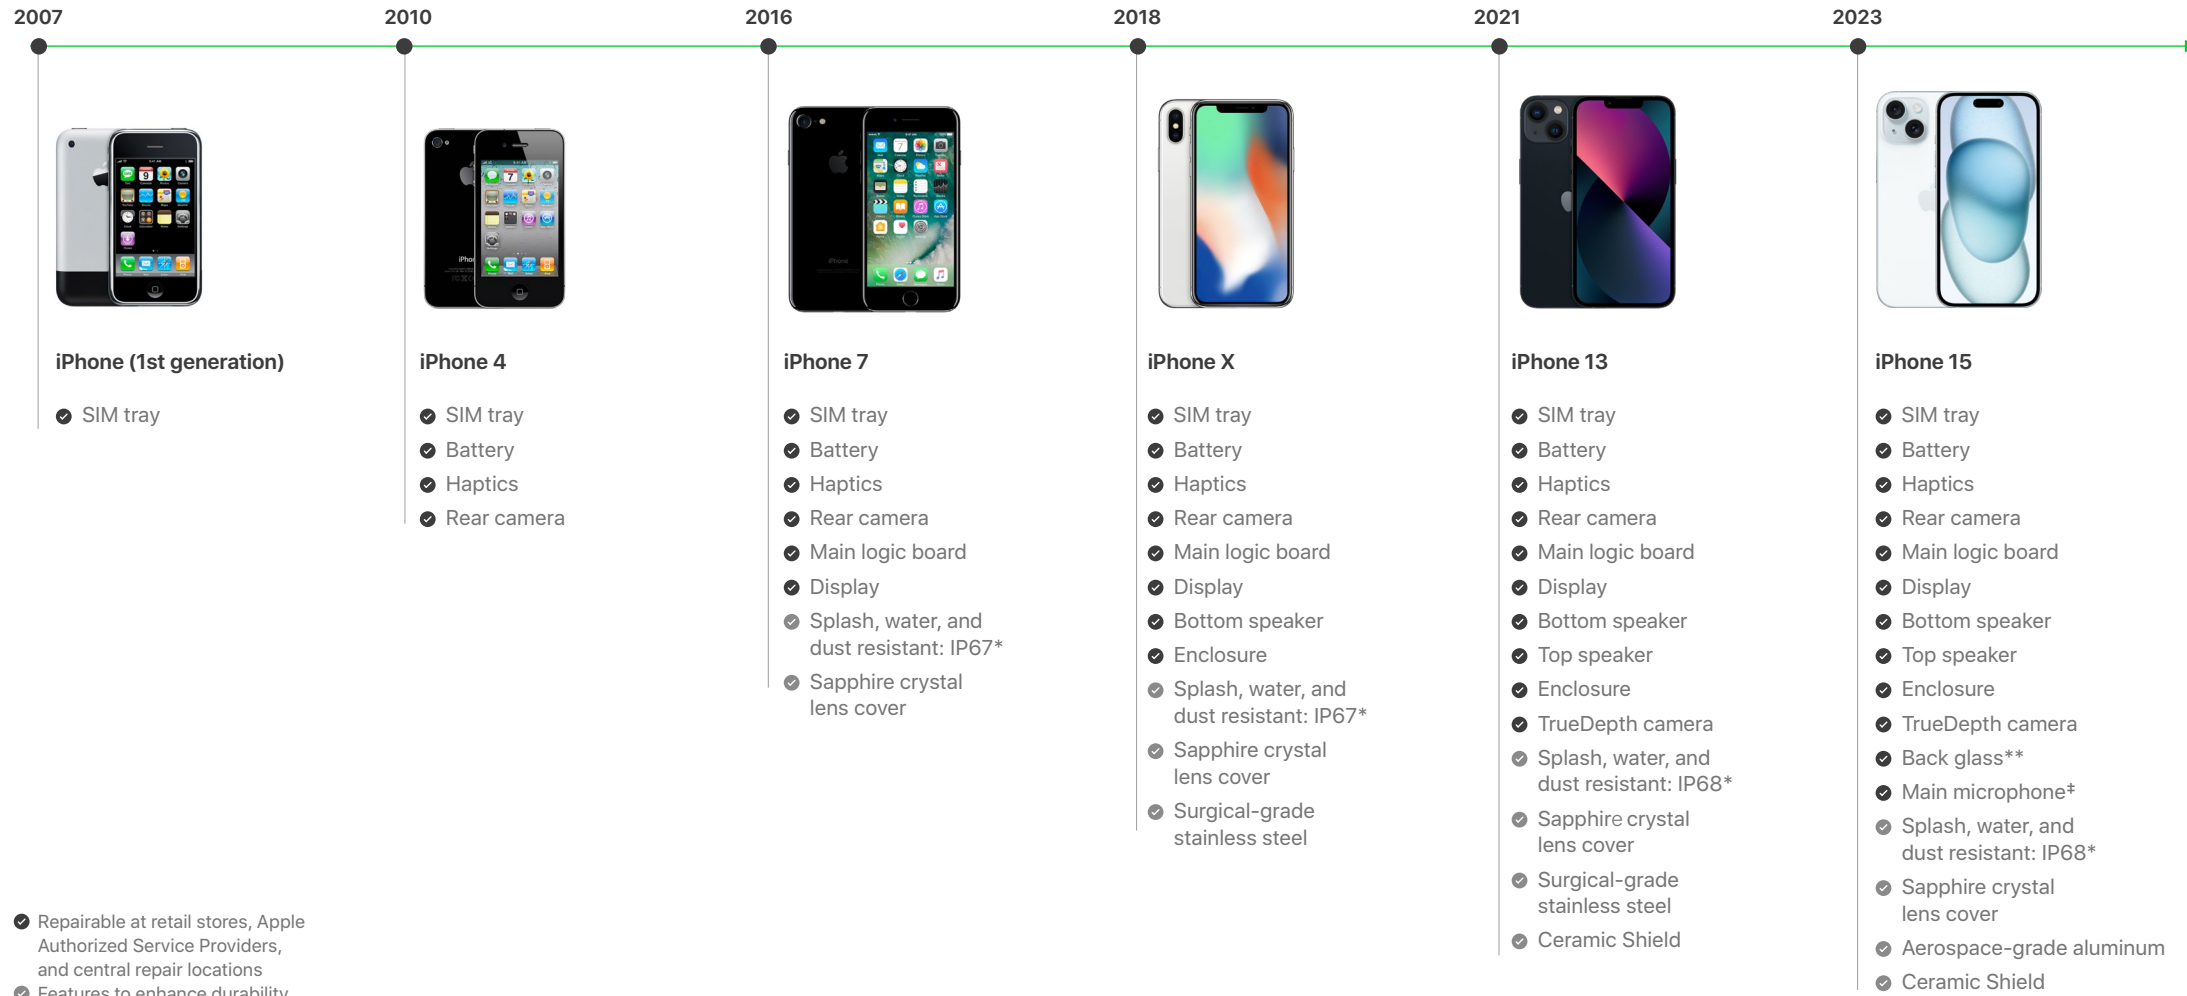 2007
2010
2016
2018
2021
2023
iPhone (1st generation)
SIM tray
iPhone 4
SIM tray
Battery
Haptics
Rear camera
iPhone 7
SIM tray
Battery
Haptics
Rear camera
Main logic board
Display
Splash, water, and
dust resistant: IP67*
Sapphire crystal
lens cover
iPhone X
SIM tray
Battery
Haptics
Rear camera
Main logic board
Display
Bottom speaker
Enclosure
Splash, water, and
dust resistant: IP67*
Sapphire crystal
lens cover
Surgical-grade
stainless steel
iPhone 13
SIM tray
Battery
Haptics
Rear camera
Main logic board
Display
Bottom speaker
Top speaker
Enclosure
TrueDepth camera
Splash, water, and
dust resistant: IP68*
Sapphire crystal
lens cover
Surgical-grade
stainless steel
Ceramic Shield
iPhone 15
SIM tray
Battery
Haptics
Rear camera
Main logic board
Display
Bottom speaker
Top speaker
Enclosure
TrueDepth camera
Back glass**
Main microphone‡
Splash, water, and
dust resistant: IP68*
Sapphire crystal
lens cover
Aerospace-grade aluminum
Ceramic Shield
Repairable at retail stores, Apple
Authorized Service Providers,
and central repair locations
Features to enhance durability